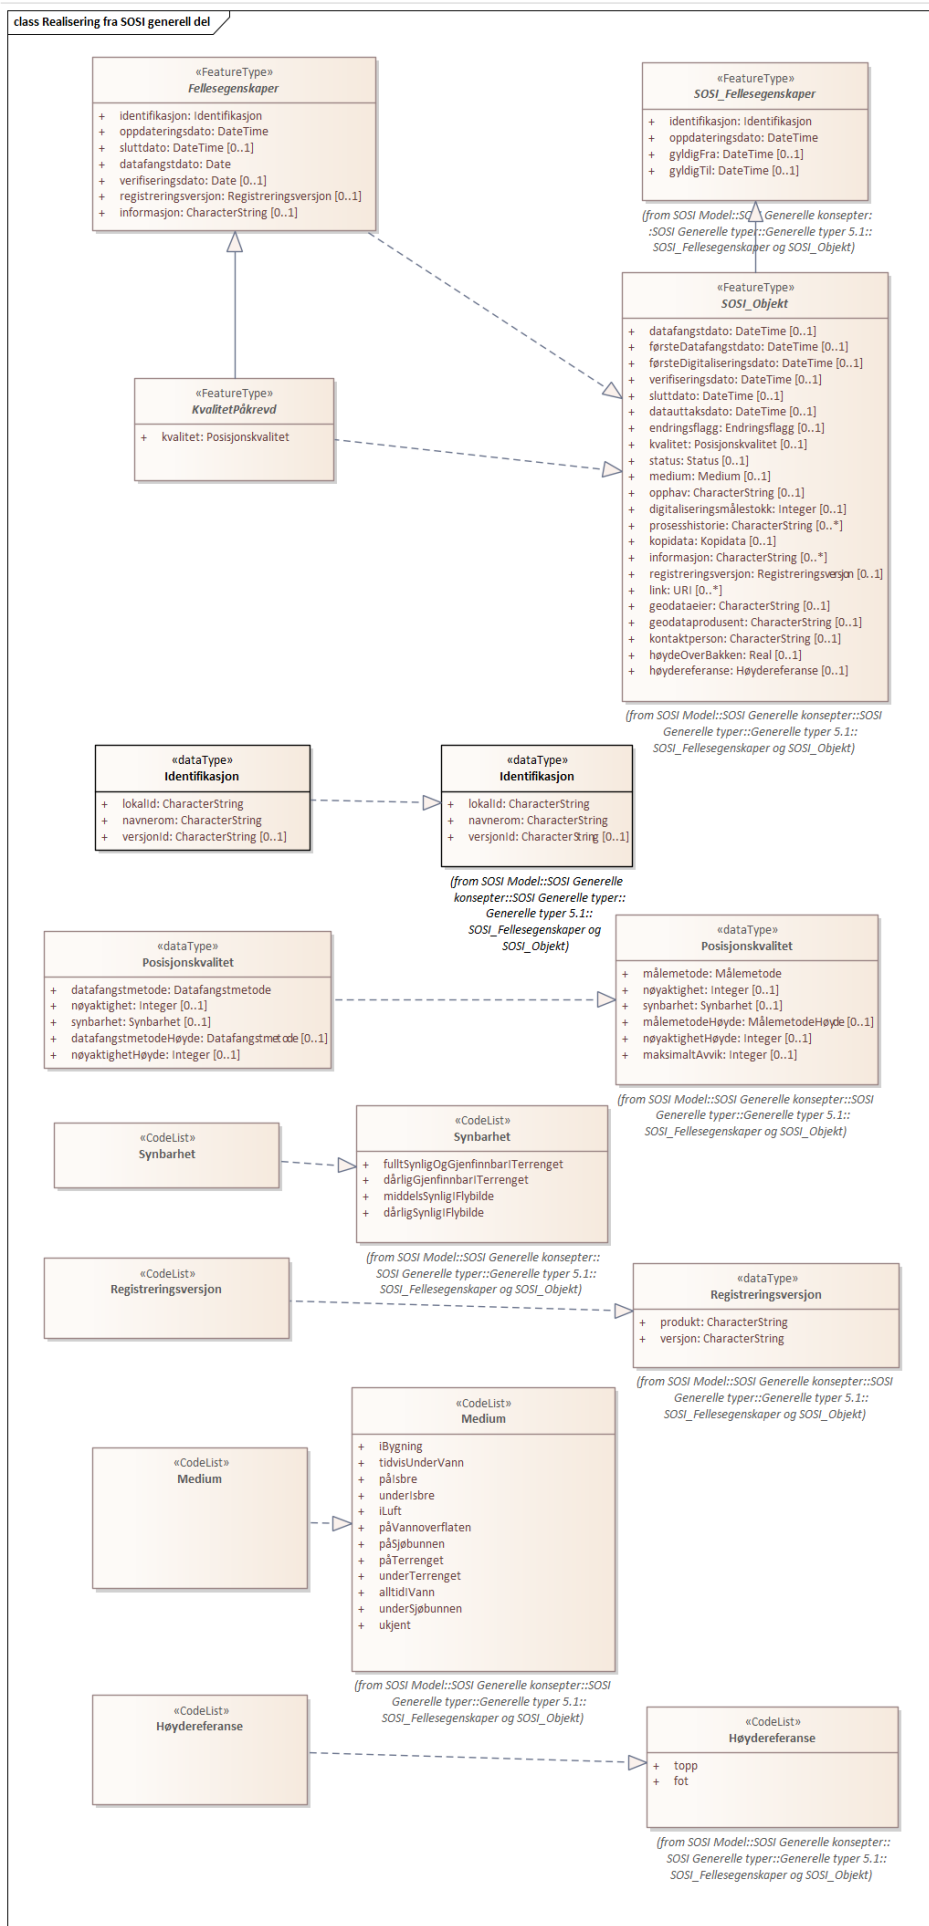 class Realisering fra SOSI generell del
«FeatureType»
Fellesegenskaper
+ identifikasjon: Identifikasjon
+ oppdateringsdato: DateTime
+ sluttdato: DateTime [0..1]
+ datafangstdato: Date
+ verifiseringsdato: Date [0..1]
+ registreringsversjon: Registreringsversjon [0..1]
+ informasjon: CharacterString [0..1]
«FeatureType»
SOSI_Fellesegenskaper
+ identifikasjon: Identifikasjon
+ oppdateringsdato: DateTime
+ gyldigFra: DateTime [0..1]
+ gyldigTil: DateTime [0..1]
(from SOSI Model::SOSI Generelle konsepter:
:SOSI Generelle typer::Generelle typer 5.1::
SOSI_Fellesegenskaper og SOSI_Objekt)
«FeatureType»
SOSI_Objekt
+ datafangstdato: DateTime [0..1]
+ førsteDatafangstdato: DateTime [0..1]
+ førsteDigitaliseringsdato: DateTime [0..1]
+ verifiseringsdato: DateTime [0..1]
+ sluttdato: DateTime [0..1]
+ datauttaksdato: DateTime [0..1]
+ endringsflagg: Endringsflagg [0..1]
+ kvalitet: Posisjonskvalitet [0..1]
+ status: Status [0..1]
+ medium: Medium [0..1]
+ opphav: CharacterString [0..1]
+ digitaliseringsmålestokk: Integer [0..1]
+ prosesshistorie: CharacterString [0..*]
+ kopidata: Kopidata [0..1]
+ informasjon: CharacterString [0..*]
+ registreringsversjon: Registreringsversjon [0..1]
+ link: URI [0..*]
+ geodataeier: CharacterString [0..1]
+ geodataprodusent: CharacterString [0..1]
+ kontaktperson: CharacterString [0..1]
+ høydeOverBakken: Real [0..1]
+ høydereferanse: Høydereferanse [0..1]
(from SOSI Model::SOSI Generelle konsepter::SOSI
Generelle typer::Generelle typer 5.1::
SOSI_Fellesegenskaper og SOSI_Objekt)
«FeatureType»
KvalitetPåkrevd
+ kvalitet: Posisjonskvalitet
«dataType»
Identifikasjon
+ lokalId: CharacterString
+ navnerom: CharacterString
+ versjonId: CharacterString [0..1]
«dataType»
Identifikasjon
+ lokalId: CharacterString
+ navnerom: CharacterString
+ versjonId: CharacterString [0..1]
(from SOSI Model::SOSI Generelle
konsepter::SOSI Generelle typer::
Generelle typer 5.1::
SOSI_Fellesegenskaper og
SOSI_Objekt)
«dataType»
Posisjonskvalitet
+ datafangstmetode: Datafangstmetode
+ nøyaktighet: Integer [0..1]
+ synbarhet: Synbarhet [0..1]
+ datafangstmetodeHøyde: Datafangstmetode [0..1]
+ nøyaktighetHøyde: Integer [0..1]
«dataType»
Posisjonskvalitet
+ målemetode: Målemetode
+ nøyaktighet: Integer [0..1]
+ synbarhet: Synbarhet [0..1]
+ målemetodeHøyde: MålemetodeHøyde [0..1]
+ nøyaktighetHøyde: Integer [0..1]
+ maksimaltAvvik: Integer [0..1]
(from SOSI Model::SOSI Generelle konsepter::SOSI
Generelle typer::Generelle typer 5.1::
SOSI_Fellesegenskaper og SOSI_Objekt)
«CodeList»
Synbarhet
«CodeList»
Synbarhet
+ fulltSynligOgGjenfinnbarITerrenget
+ dårligGjenfinnbarITerrenget
+ middelsSynligIFlybilde
+ dårligSynligIFlybilde
(from SOSI Model::SOSI Generelle konsepter::
SOSI Generelle typer::Generelle typer 5.1::
SOSI_Fellesegenskaper og SOSI_Objekt)
«CodeList»
Registreringsversjon
«dataType»
Registreringsversjon
+ produkt: CharacterString
+ versjon: CharacterString
(from SOSI Model::SOSI Generelle konsepter::SOSI
Generelle typer::Generelle typer 5.1::
SOSI_Fellesegenskaper og SOSI_Objekt)
«CodeList»
Medium
«CodeList»
Medium
+ iBygning
+ tidvisUnderVann
+ påIsbre
+ underIsbre
+ iLuft
+ påVannoverflaten
+ påSjøbunnen
+ påTerrenget
+ underTerrenget
+ alltidIVann
+ underSjøbunnen
+ ukjent
(from SOSI Model::SOSI Generelle konsepter::SOSI
Generelle typer::Generelle typer 5.1::
SOSI_Fellesegenskaper og SOSI_Objekt)
«CodeList»
Høydereferanse
«CodeList»
Høydereferanse
+ topp
+ fot
(from SOSI Model::SOSI Generelle konsepter::
SOSI Generelle typer::Generelle typer 5.1::
SOSI_Fellesegenskaper og SOSI_Objekt)